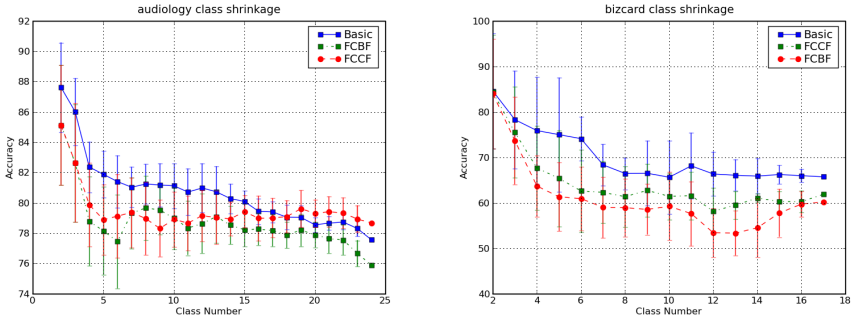 audiology class shrinkage
92
90
88
86
84
82
80
78
76
74
Accuracy
0
5
10
15
20
25
Class Number
Basic
FCBF
FCCF
bizcard class shrinkage
100
90
80
70
60
50
40
Accuracy
2
4
6
8
10
12
14
16
18
Class Number
Basic
FCCF
FCBF